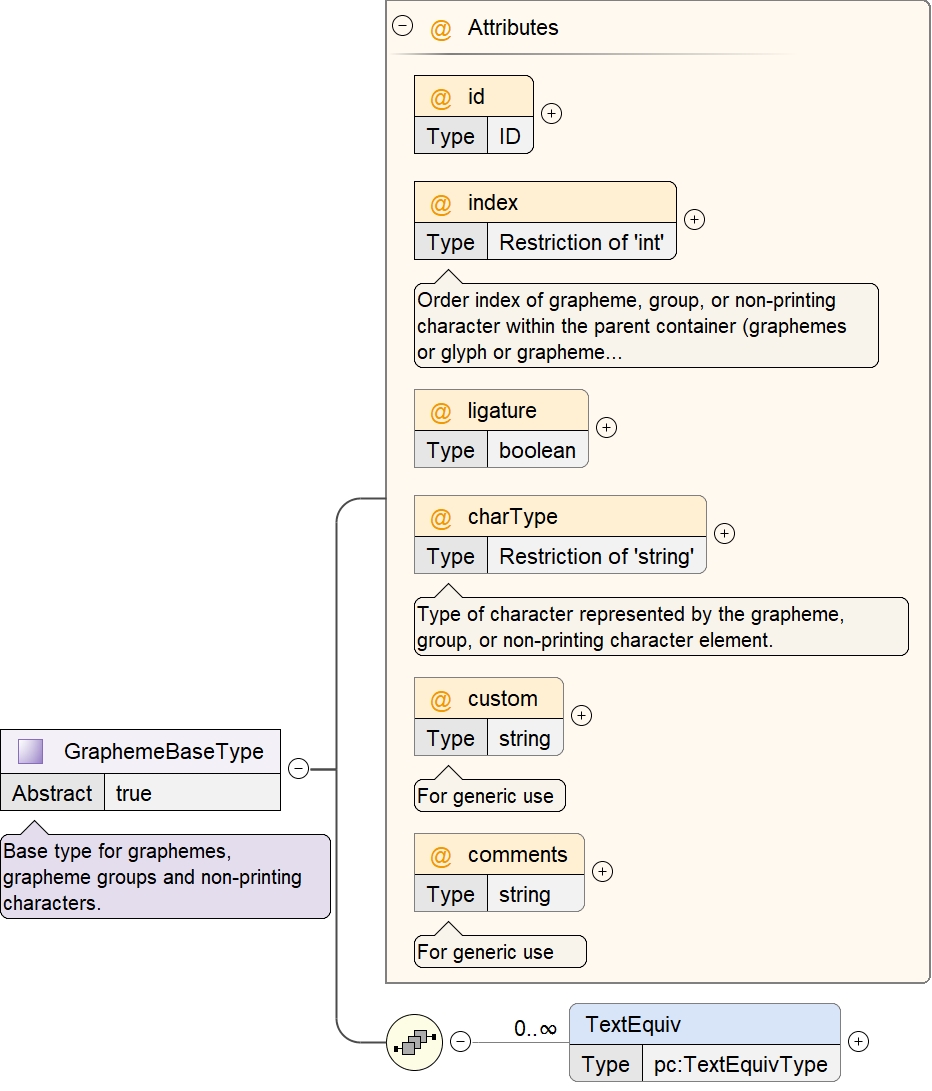 @ Attributes
@ id
Type ID
@ index
Type Restriction of 'int'
Order index of grapheme, group, or non-printing
character within the parent container (graphemes
or glyph or grapheme...
@ ligature
Type boolean
@ charType
Type Restriction of 'string'
Type of character represented by the grapheme,
group, or non-printing character element.
@ custom
Type string
For generic use
@ comments
Type string
For generic use
GraphemeBaseType
Abstract true
Base type for graphemes,
grapheme groups and non-printing
characters.
0..∞
TextEquiv
Type pc:TextEquivType